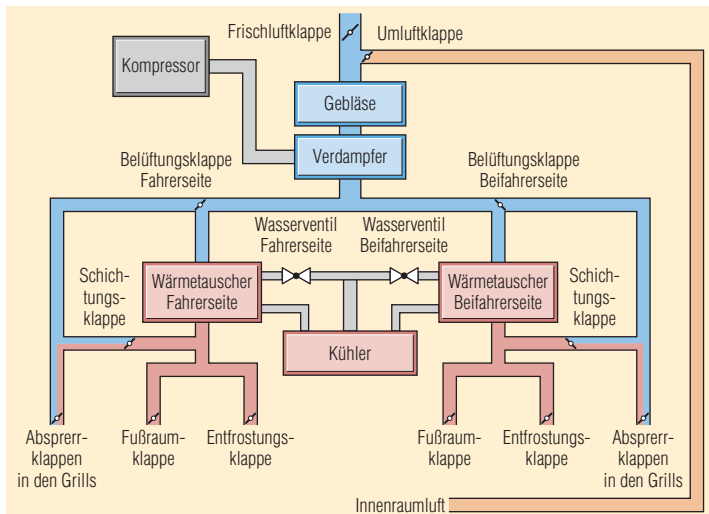 Frischluftklappe
Umluftklappe
Kompressor
Gebläse
Verdampfer
Belüftungsklappe
Fahrerseite
Belüftungsklappe
Beifahrerseite
Wasserventil
Fahrerseite
Wasserventil
Beifahrerseite
Schich-
tungs-
klappe
Wärmetauscher
Fahrerseite
Wärmetauscher
Beifahrerseite
Schich-
tungs-
klappe
Kühler
Absprerr-
klappen
in den Grills
Fußraum-
klappe
Entfrostungs-
klappe
Fußraum-
klappe
Entfrostungs-
klappe
Absprerr-
klappen
in den Grills
Innenraumluft